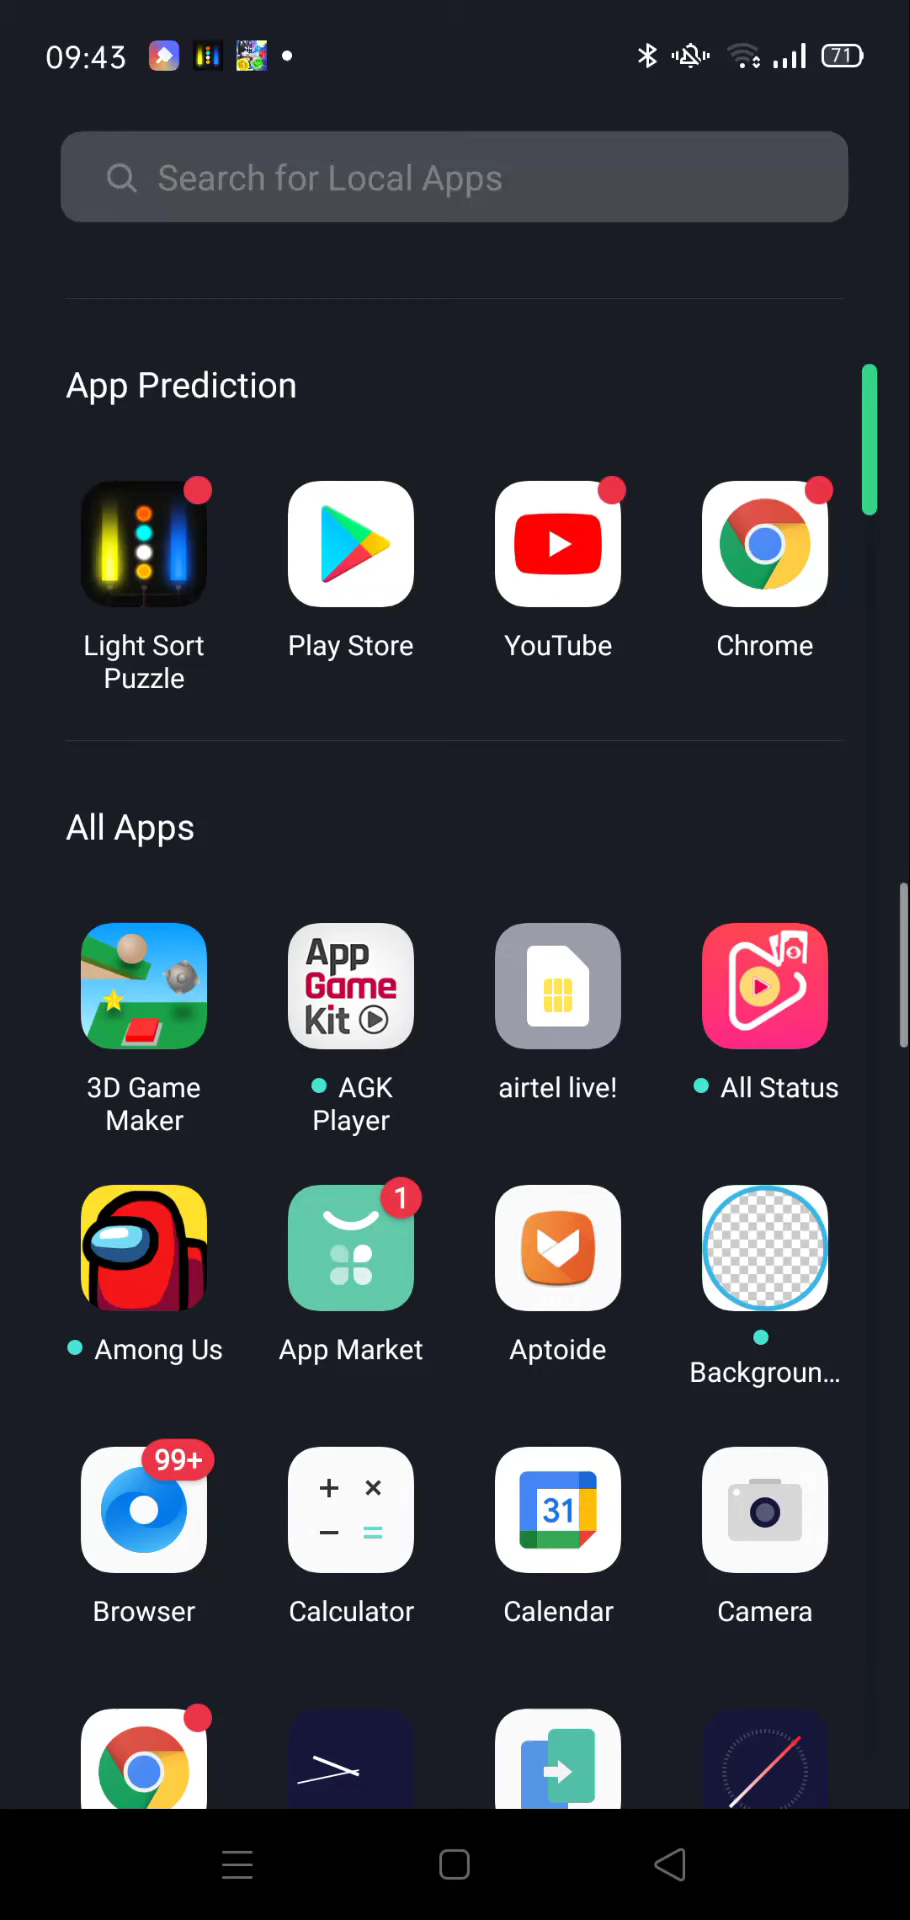 09:43
71
Search for Local Apps
App Prediction
Light Sort
Puzzle
Play Store
YouTube
Chrome
All Apps
App
Game
Kit
3D Game
Maker
AGK
Player
airtel live!
All Status
1
Among Us
App Market
Aptoide
Backgroun...
99+
31
Browser
Calculator
Calendar
Camera